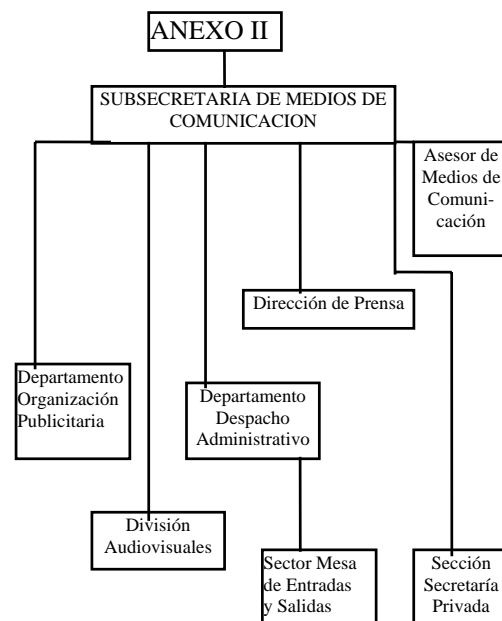 ANEXO II
SUBSECRETARIA DE MEDIOS DE
COMUNICACION
Asesor de
Medios de
Comuni-
cación
Dirección de Prensa
Departamento
Organización
Publicitaria
Departamento
Despacho
Administrativo
División
Audiovisuales
Sector Mesa
de Entradas
y Salidas
Sección
Secretaría
Privada